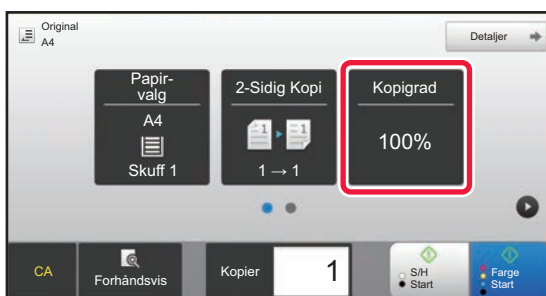 Original
A4
Detaljer
Papir-
valg
A4
Skuff 1
2-Sidig Kopi
1 → 1
Kopigrad
100%
CA
Forhåndsvis
Kopier
1
S/H
Start
Farge
Start